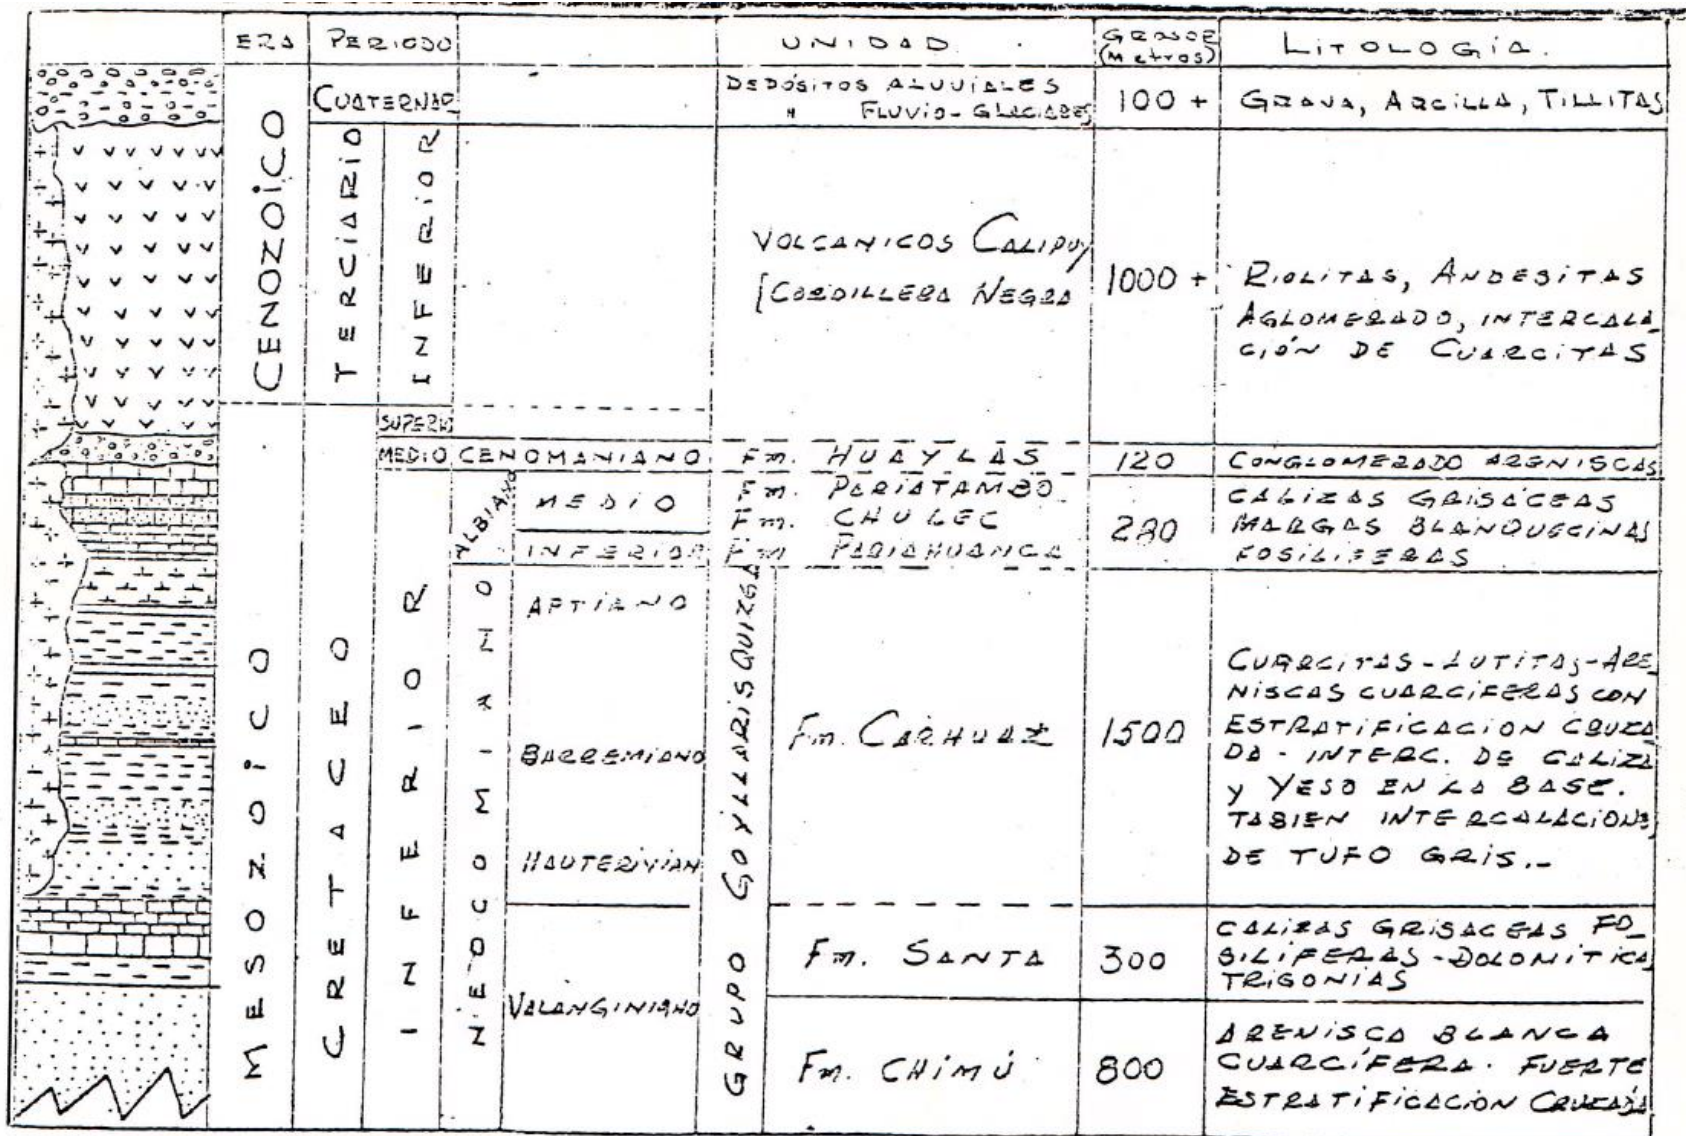 ERA PERIODO UNIDAD GROSOR (Metros) LITOLOGÍA.
CENOZOICO
CUATERNAR
DEPÓSITOS ALUVIALES
" FLUVIO-GLACIARES
100 +
GRAVA, ARCILLA, TILLITAS
TERCIARIO
INFERIOR
VOLCANICOS CALIPUY
[CORDILLERA NEGRA
1000 +
RIOLITAS, ANDESITAS
AGLOMERADO, INTERCALA
CIÓN DE CUARCITAS
MESOZOICO
CRETACEO
SUPERIO
MEDIO CENOMANIANO Fm. HUAYLAS 120 CONGLOMERADO ARENISCAS
INFERIOR
ALBIANO
MEDIO
INFERIOR
Fm. PARIATAMBO
Fm. CHULEC
Fm PARIAHUANCA
280
CALIZAS GRISÁCEAS
MARGAS BLANQUECINAS
FOSILIFERAS
NEOCOMIANO
APTIANO
BARREMIANO
HAUTERIVIAN
VALANGINIANO
GRUPO GOYLLARISQUIZGA
Fm. CARHUAZ
1500
CUARCITAS-LUTITAS-ARE
NISCAS CUARCIFERAS CON
ESTRATIFICACION CRUZA
DA - INTERC. DE CALIZA
Y YESO EN LA BASE.
TABIEN INTERCALACIONS
DE TUFO GRIS.-
Fm. SANTA
300
CALIZAS GRISACEAS FO_
SILIFERAS-DOLOMITICA,
TRIGONIAS
Fm. CHIMÚ
800
ARENISCA BLANCA
CUARCÍFERA. FUERTE
ESTRATIFICACION CRUZADA